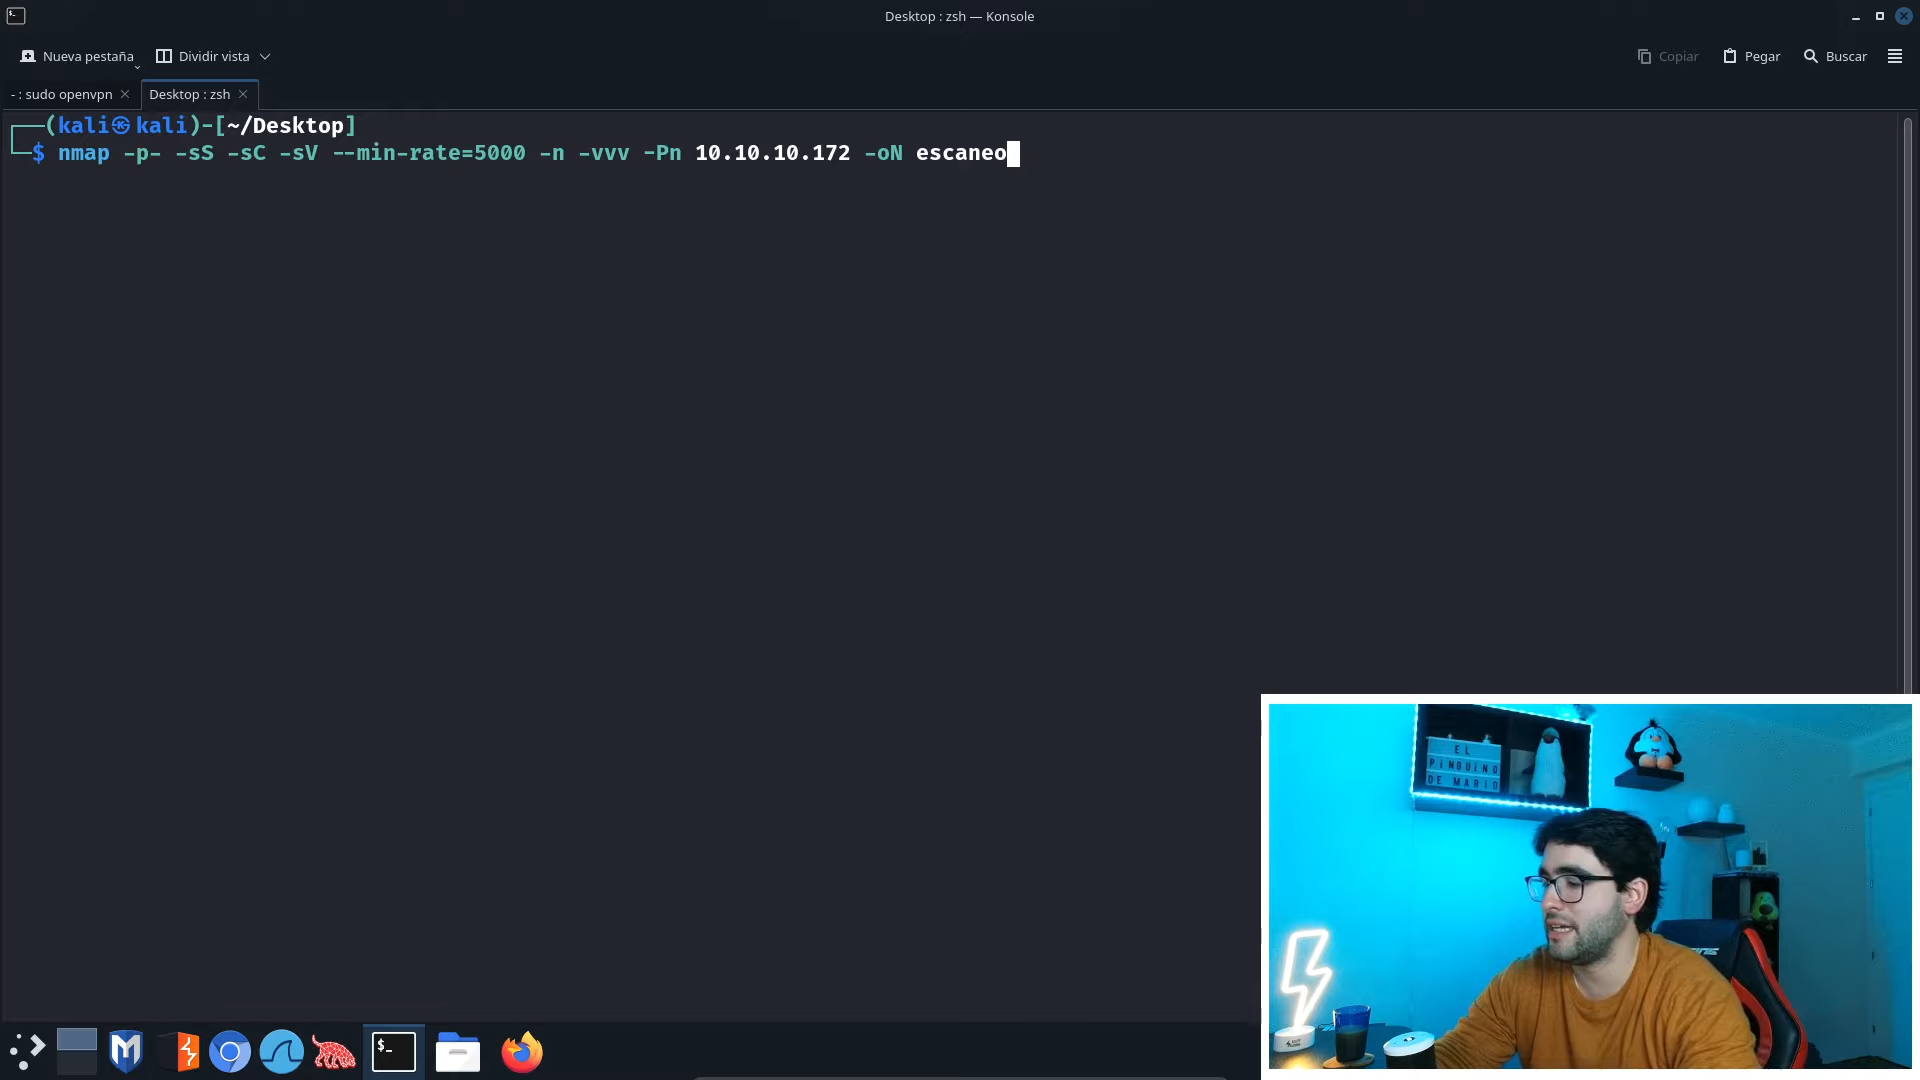 Desktop : zsh — Konsole
Nueva pestaña
Dividir vista
Copiar
Pegar
Buscar
- : sudo openvpn
Desktop : zsh
(kali㉿kali)-[~/Desktop]
$ nmap -p- -sS -sC -sV --min-rate=5000 -n -vvv -Pn 10.10.10.172 -oN escaneo
EL
PiNGUiNO
DE MARiO